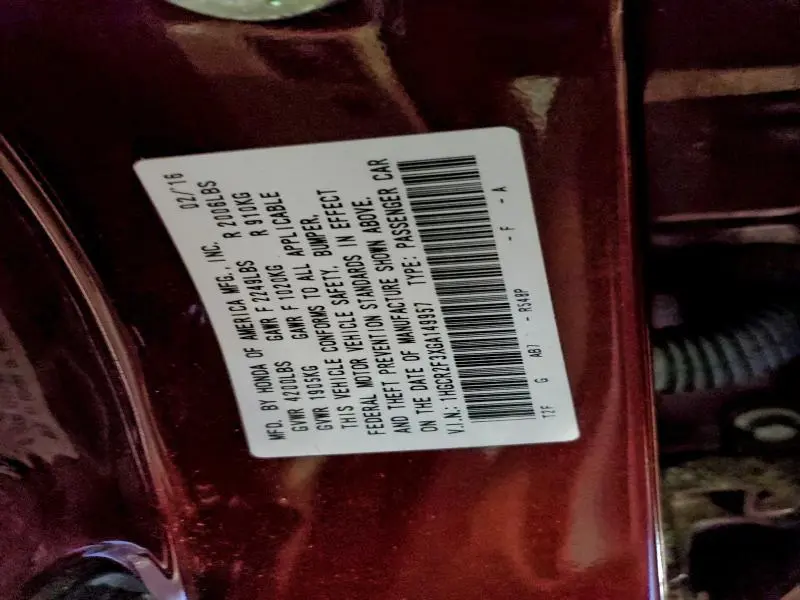 MFD. BY HONDA OF AMERICA MFG., INC. 02/'16
GVWR 4200LBS GAWR F 2249LBS R 2006LBS
GVWR 1905KG GAWR F 1020KG R 910KG
THIS VEHICLE CONFORMS TO ALL APPLICABLE
FEDERAL MOTOR VEHICLE SAFETY, BUMPER,
AND THEFT PREVENTION STANDARDS IN EFFECT
ON THE DATE OF MANUFACTURE SHOWN ABOVE.
V.I.N.: 1HGCR2F3XGA149957 TYPE: PASSENGER CAR
T2F G AB7 - R548P - F - A